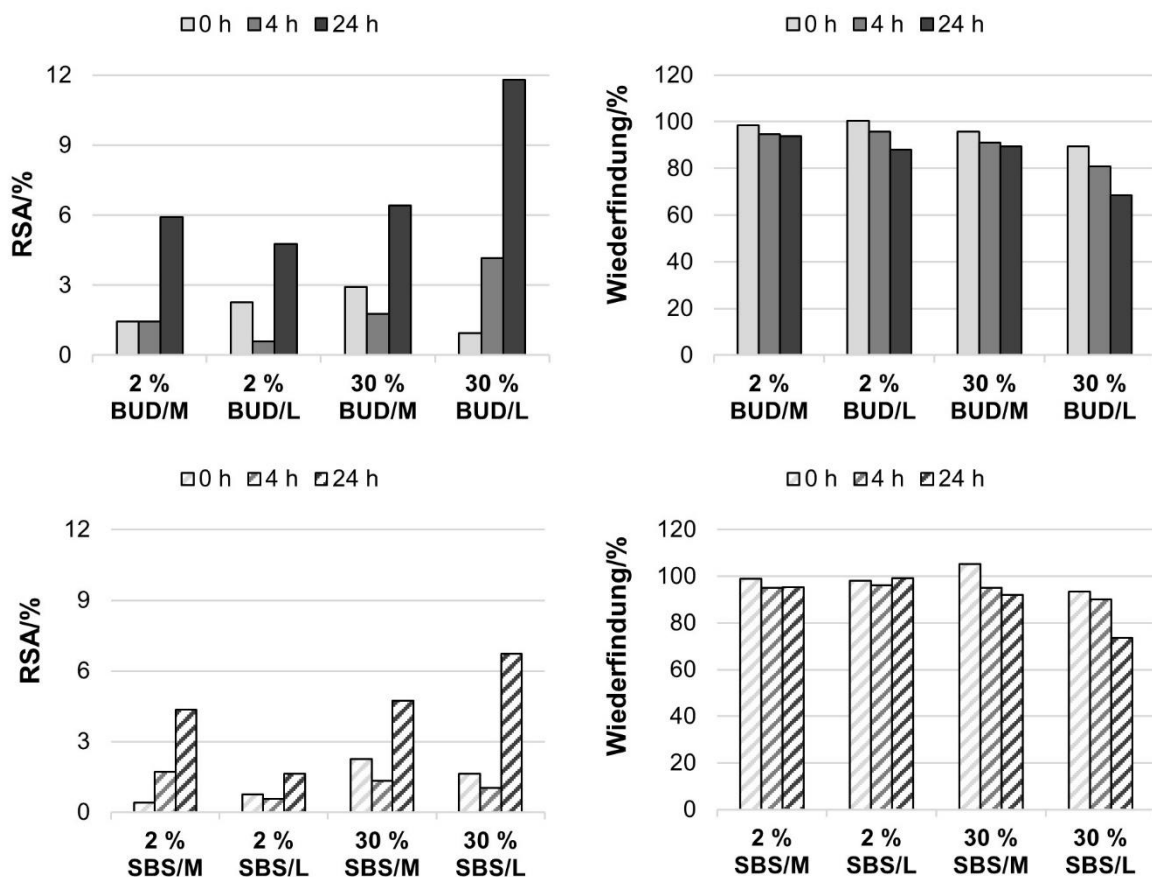 0 h 4 h 24 h
RSA/%
12
9
6
3
0
2 % 2 % 30 % 30 %
BUD/M BUD/L BUD/M BUD/L
0 h 4 h 24 h
Wiederfindung/%
120
100
80
60
40
20
0
2 % 2 % 30 % 30 %
BUD/M BUD/L BUD/M BUD/L
0 h 4 h 24 h
RSA/%
12
9
6
3
0
2 % 2 % 30 % 30 %
SBS/M SBS/L SBS/M SBS/L
0 h 4 h 24 h
Wiederfindung/%
120
100
80
60
40
20
0
2 % 2 % 30 % 30 %
SBS/M SBS/L SBS/M SBS/L